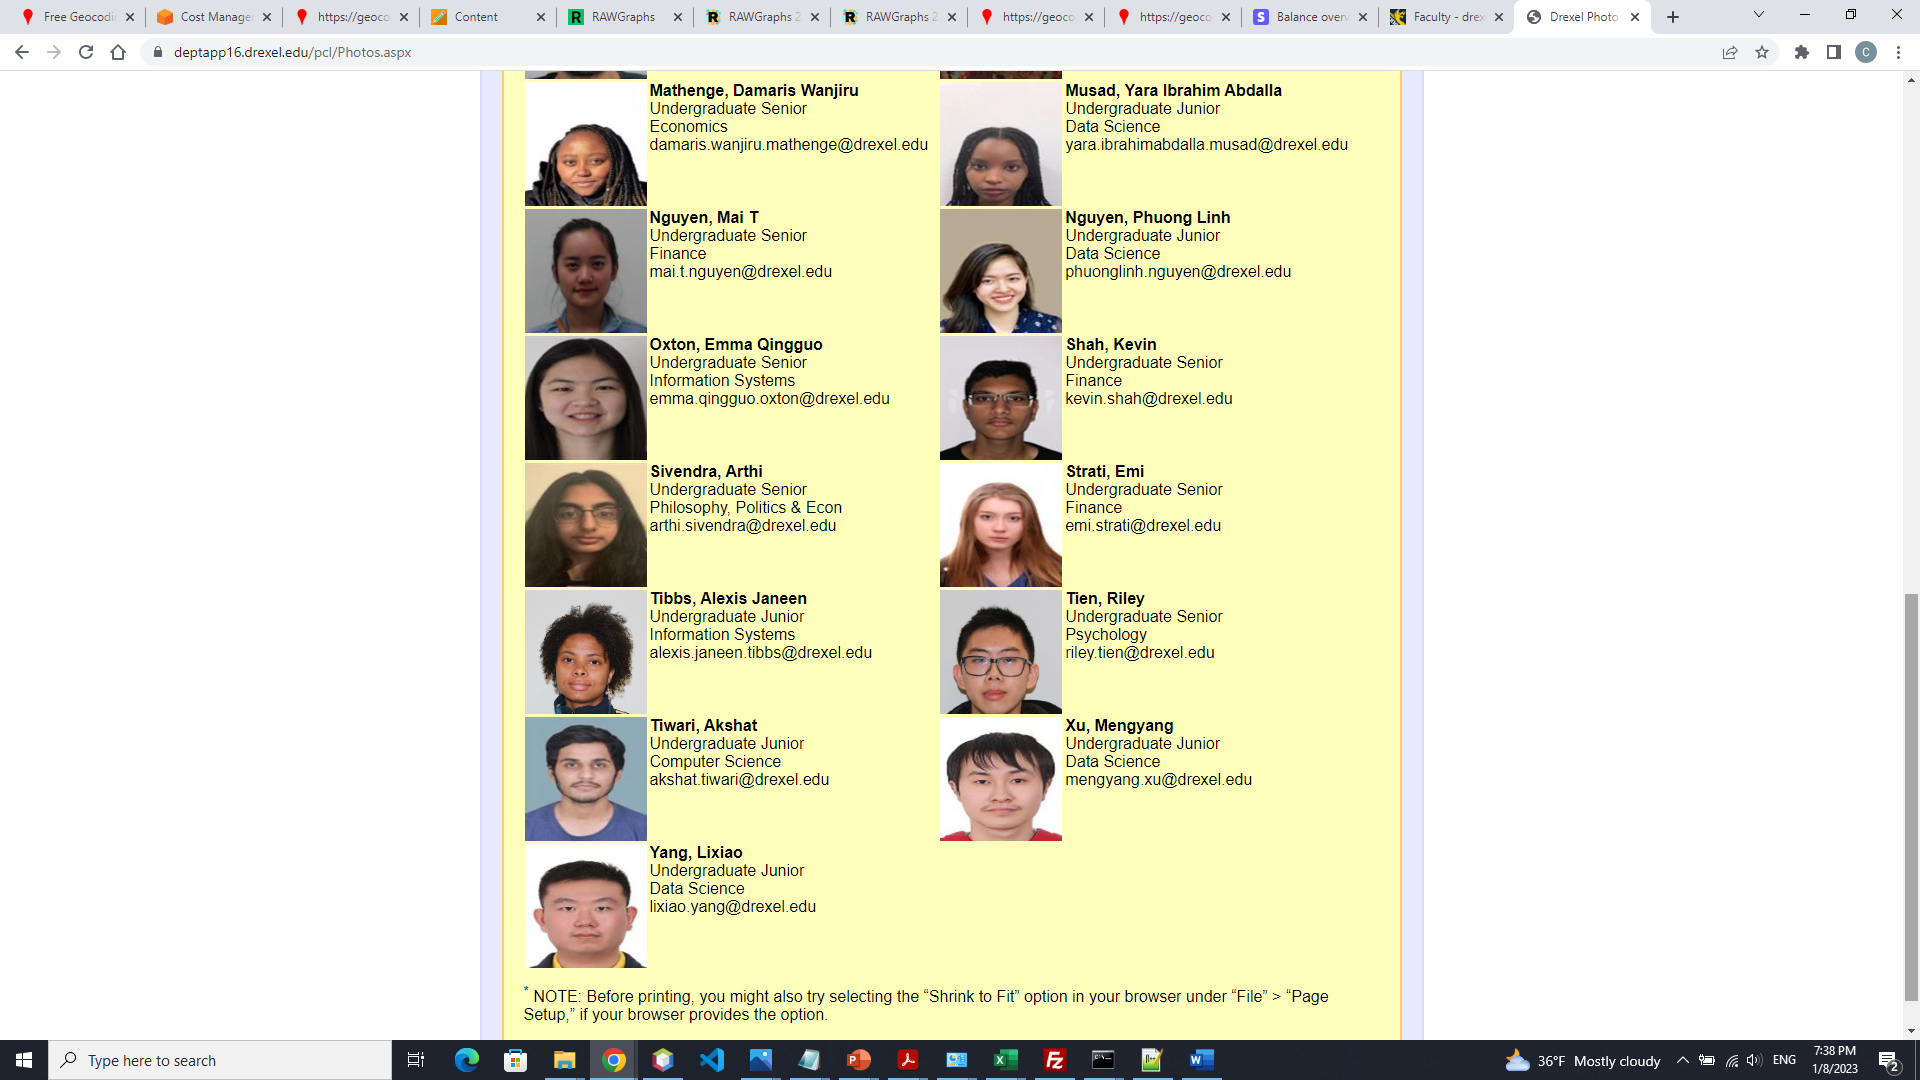 Free Geocodin
Cost Manager
https://geoco
Content
RAWGraphs
RAWGraphs 2
RAWGraphs 2
https://geoco
https://geoco
Balance over
Faculty - drex
Drexel Photo
deptapp16.drexel.edu/pcl/Photos.aspx
C
Mathenge, Damaris Wanjiru
Undergraduate Senior
Economics
damaris.wanjiru.mathenge@drexel.edu
Musad, Yara Ibrahim Abdalla
Undergraduate Junior
Data Science
yara.ibrahimabdalla.musad@drexel.edu
Nguyen, Mai T
Undergraduate Senior
Finance
mai.t.nguyen@drexel.edu
Nguyen, Phuong Linh
Undergraduate Junior
Data Science
phuonglinh.nguyen@drexel.edu
Oxton, Emma Qingguo
Undergraduate Senior
Information Systems
emma.qingguo.oxton@drexel.edu
Shah, Kevin
Undergraduate Senior
Finance
kevin.shah@drexel.edu
Sivendra, Arthi
Undergraduate Senior
Philosophy, Politics & Econ
arthi.sivendra@drexel.edu
Strati, Emi
Undergraduate Senior
Finance
emi.strati@drexel.edu
Tibbs, Alexis Janeen
Undergraduate Junior
Information Systems
alexis.janeen.tibbs@drexel.edu
Tien, Riley
Undergraduate Senior
Psychology
riley.tien@drexel.edu
Tiwari, Akshat
Undergraduate Junior
Computer Science
akshat.tiwari@drexel.edu
Xu, Mengyang
Undergraduate Junior
Data Science
mengyang.xu@drexel.edu
Yang, Lixiao
Undergraduate Junior
Data Science
lixiao.yang@drexel.edu
* NOTE: Before printing, you might also try selecting the “Shrink to Fit” option in your browser under “File” > “Page
Setup,” if your browser provides the option.
Type here to search
36°F Mostly cloudy
ENG
7:38 PM
1/8/2023
2